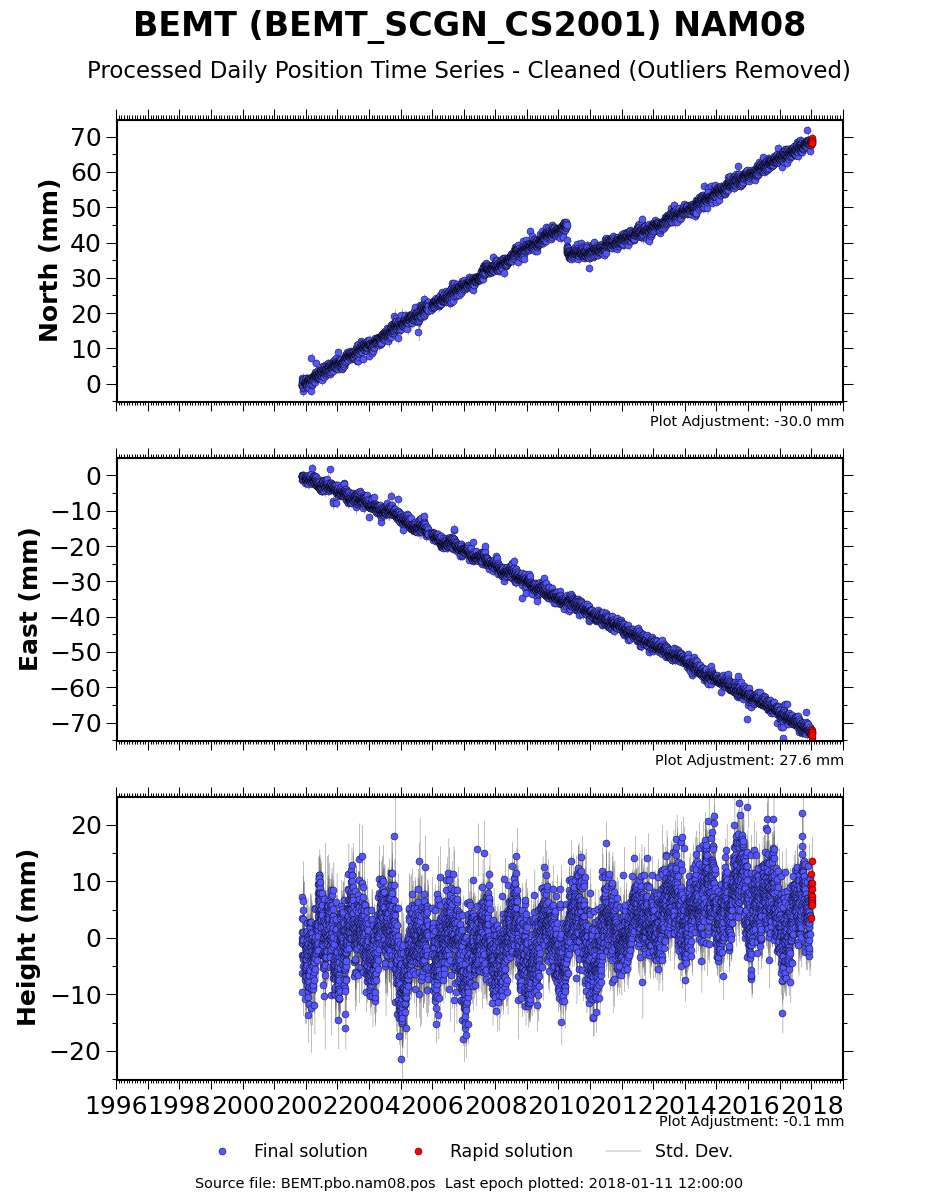 BEMT (BEMT_SCGN_CS2001) NAM08
Processed Daily Position Time Series - Cleaned (Outliers Removed)
North (mm)
70
60
50
40
30
20
10
0
Plot Adjustment: -30.0 mm
East (mm)
0
−10
−20
−30
−40
−50
−60
−70
Plot Adjustment: 27.6 mm
Height (mm)
20
10
0
−10
−20
1996 1998 2000 2002 2004 2006 2008 2010 2012 2014 2016 2018
Plot Adjustment: -0.1 mm
Final solution Rapid solution Std. Dev.
Source file: BEMT.pbo.nam08.pos Last epoch plotted: 2018-01-11 12:00:00